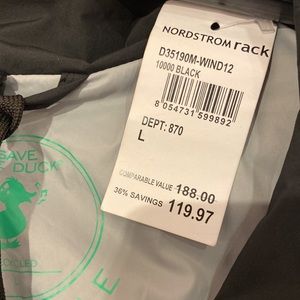 NORDSTROM rack
D35190M-WIND12
10000 BLACK
8 054731 599892
DEPT: 870
L
COMPARABLE VALUE 188.00
36% SAVINGS 119.97
SAVE
DUCK
RECYCLED